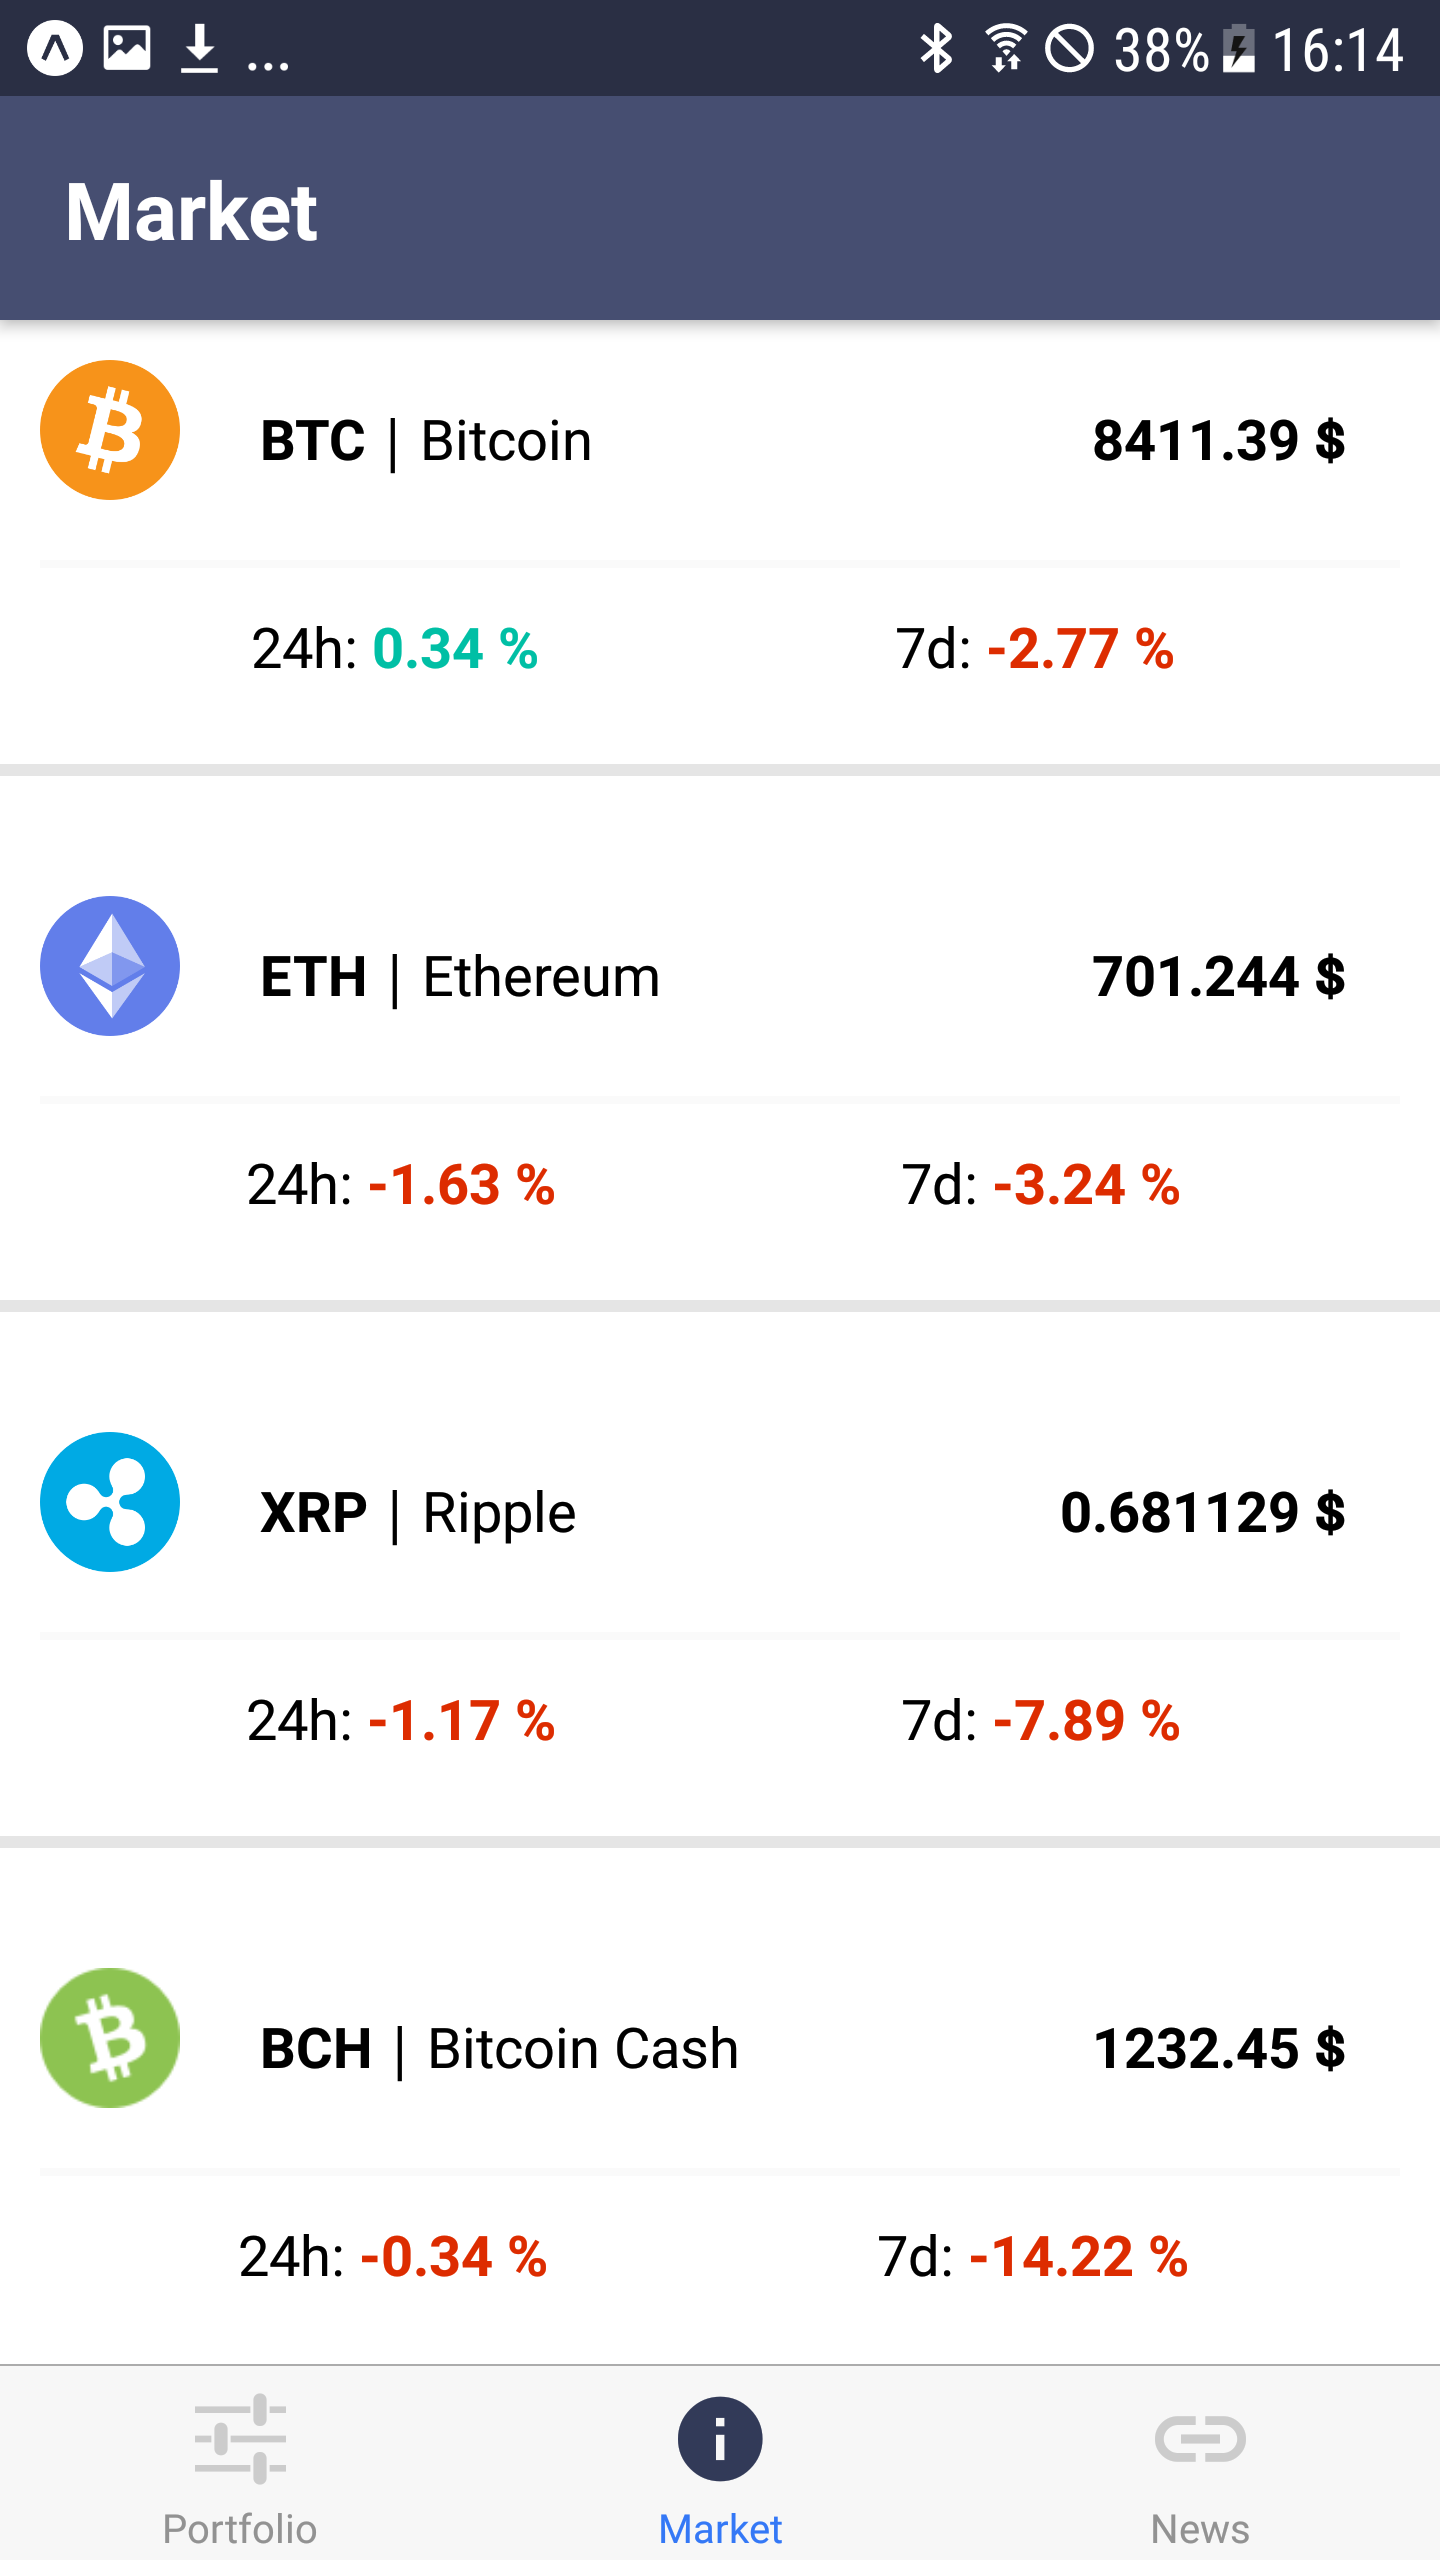 ... 38% 16:14
Market
BTC | Bitcoin 8411.39 $
24h: 0.34 % 7d: -2.77 %
ETH | Ethereum 701.244 $
24h: -1.63 % 7d: -3.24 %
XRP | Ripple 0.681129 $
24h: -1.17 % 7d: -7.89 %
BCH | Bitcoin Cash 1232.45 $
24h: -0.34 % 7d: -14.22 %
Portfolio Market News